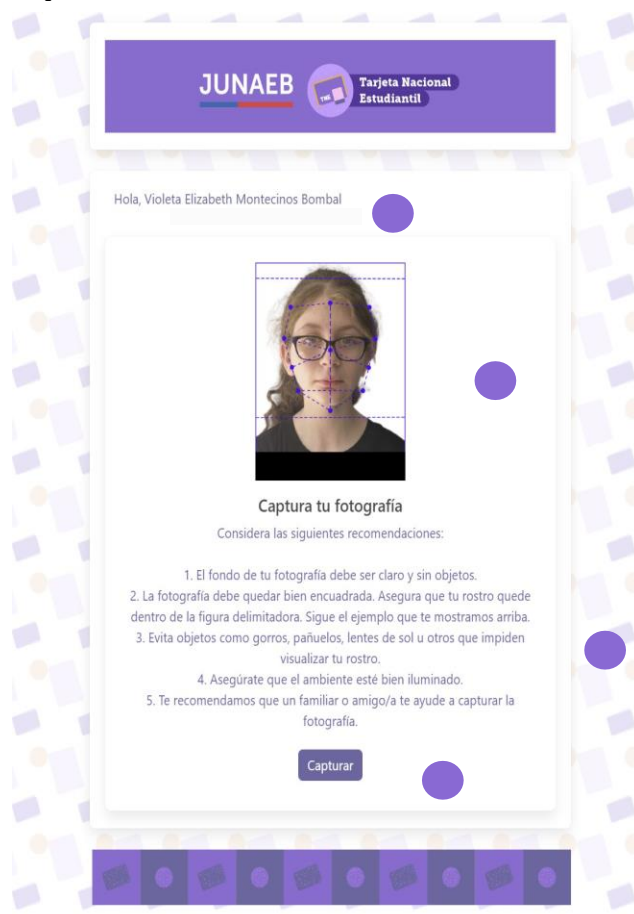 JUNAEB
TNE
Tarjeta Nacional
Estudiantil
Hola, Violeta Elizabeth Montecinos Bombal
Captura tu fotografía
Considera las siguientes recomendaciones:
1. El fondo de tu fotografía debe ser claro y sin objetos.
2. La fotografía debe quedar bien encuadrada. Asegura que tu rostro quede
dentro de la figura delimitadora. Sigue el ejemplo que te mostramos arriba.
3. Evita objetos como gorros, pañuelos, lentes de sol u otros que impiden
visualizar tu rostro.
4. Asegúrate que el ambiente esté bien iluminado.
5. Te recomendamos que un familiar o amigo/a te ayude a capturar la
fotografía.
Capturar